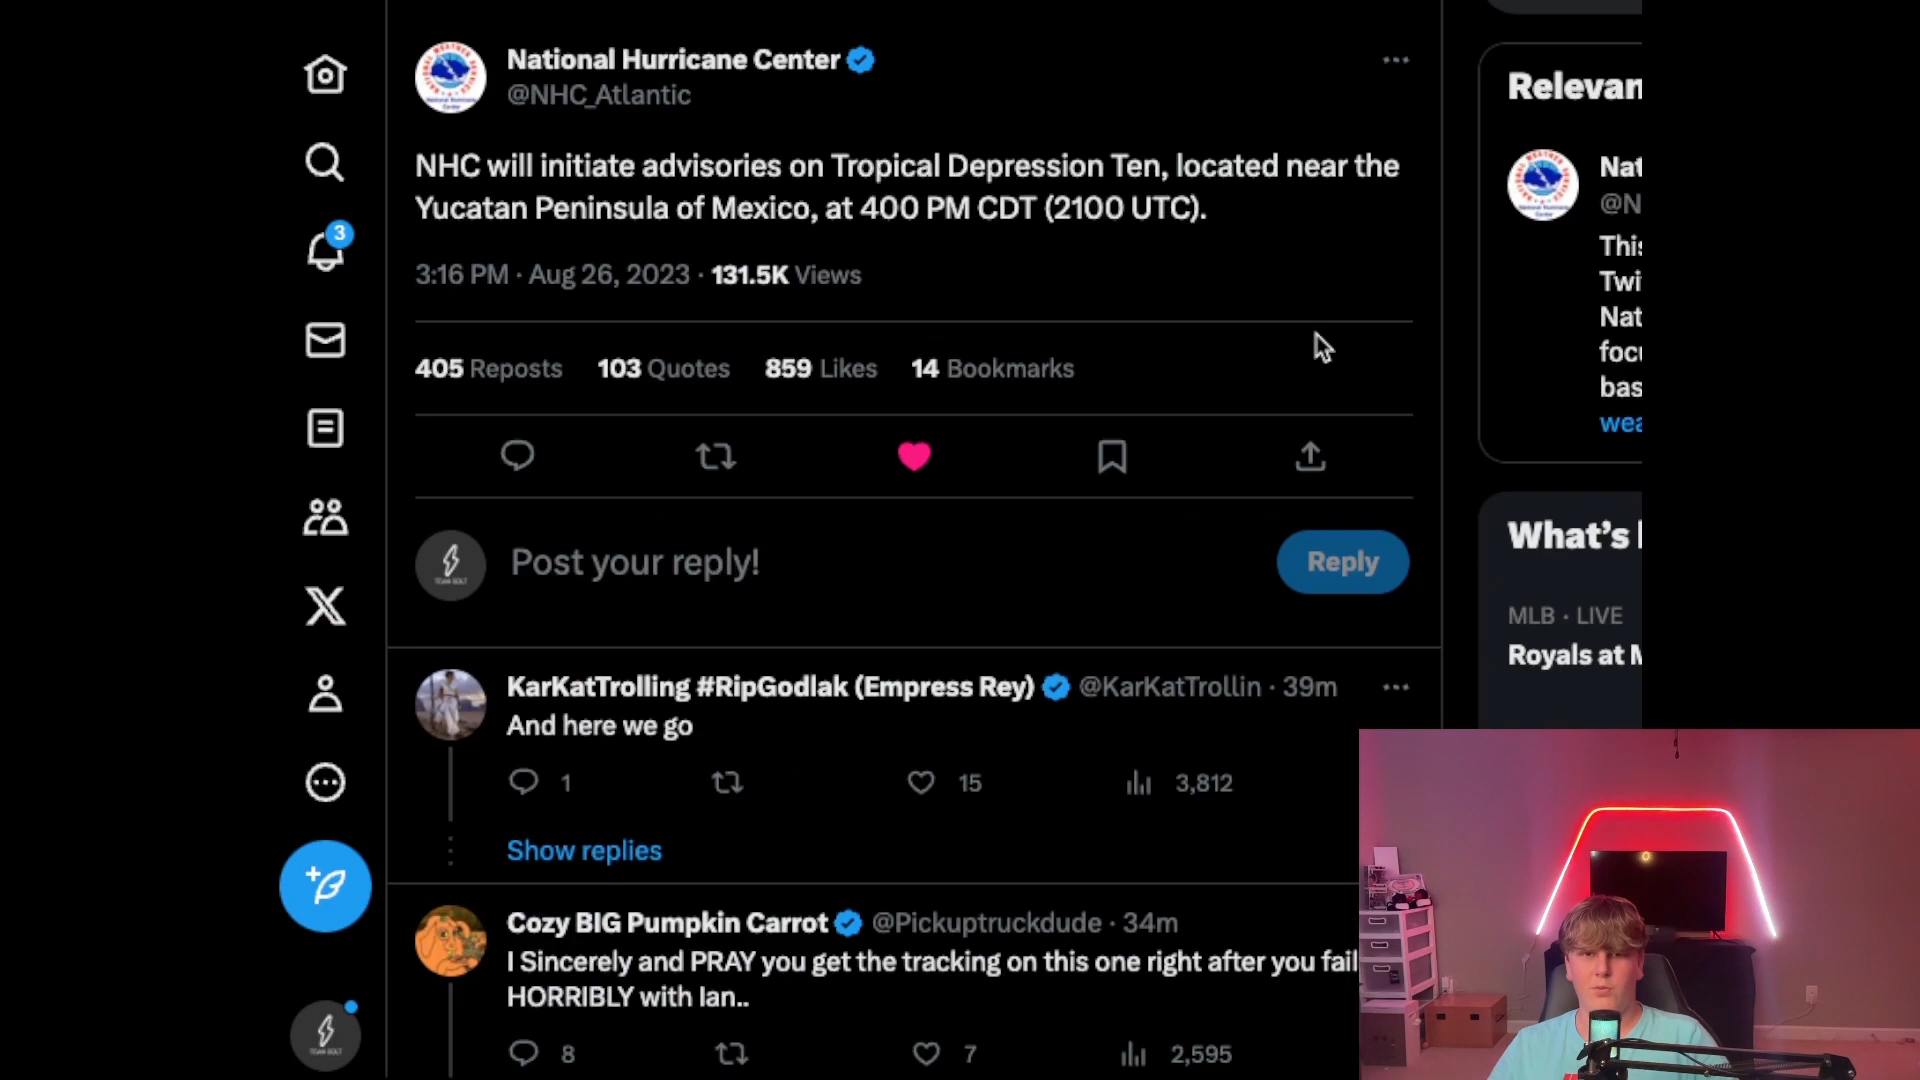 National Hurricane Center
@NHC_Atlantic
NHC will initiate advisories on Tropical Depression Ten, located near the
Yucatan Peninsula of Mexico, at 400 PM CDT (2100 UTC).
3:16 PM · Aug 26, 2023 · 131.5K Views
405 Reposts 103 Quotes 859 Likes 14 Bookmarks
Post your reply!
Reply
KarKatTrolling #RipGodlak (Empress Rey) @KarKatTrollin · 39m
And here we go
1 15 3,812
Show replies
Cozy BIG Pumpkin Carrot @Pickuptruckdude · 34m
I Sincerely and PRAY you get the tracking on this one right after you fail
HORRIBLY with Ian..
8 7 2,595
3
TEAM BOLT
TEAM BOLT
Relevan
Nat
@N
This
Twi
Nat
focu
bas
wea
What's
MLB · LIVE
Royals at M